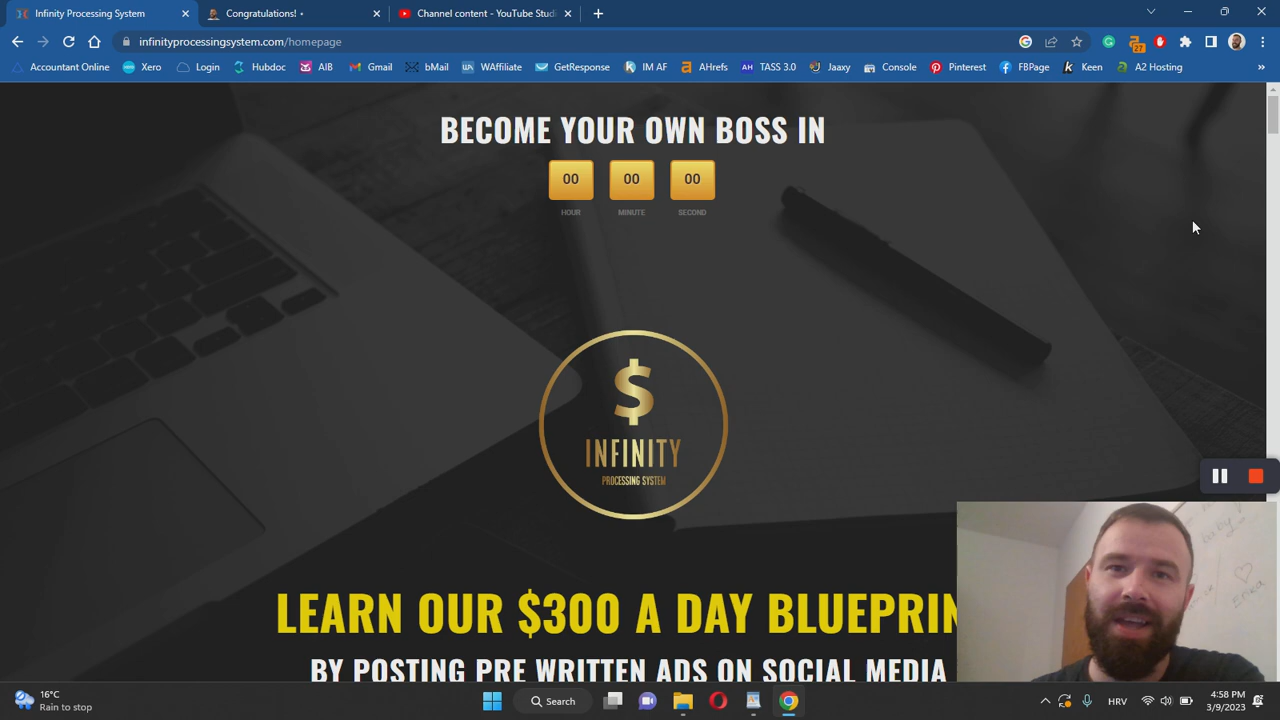 Infinity Processing System
Congratulations! •
Channel content - YouTube Studi
infinityprocessingsystem.com/homepage
27
Accountant Online
Xero
Login
Hubdoc
AIB
Gmail
bMail
WAffiliate
GetResponse
IM AF
AHrefs
TASS 3.0
Jaaxy
Console
Pinterest
FBPage
Keen
A2 Hosting
»
BECOME YOUR OWN BOSS IN
00 00 00
HOUR MINUTE SECOND
$
INFINITY
PROCESSING SYSTEM
LEARN OUR $300 A DAY BLUEPRIN
BY POSTING PRE WRITTEN ADS ON SOCIAL MEDIA
16°C
Rain to stop
Search
HRV
4:58 PM
3/9/2023